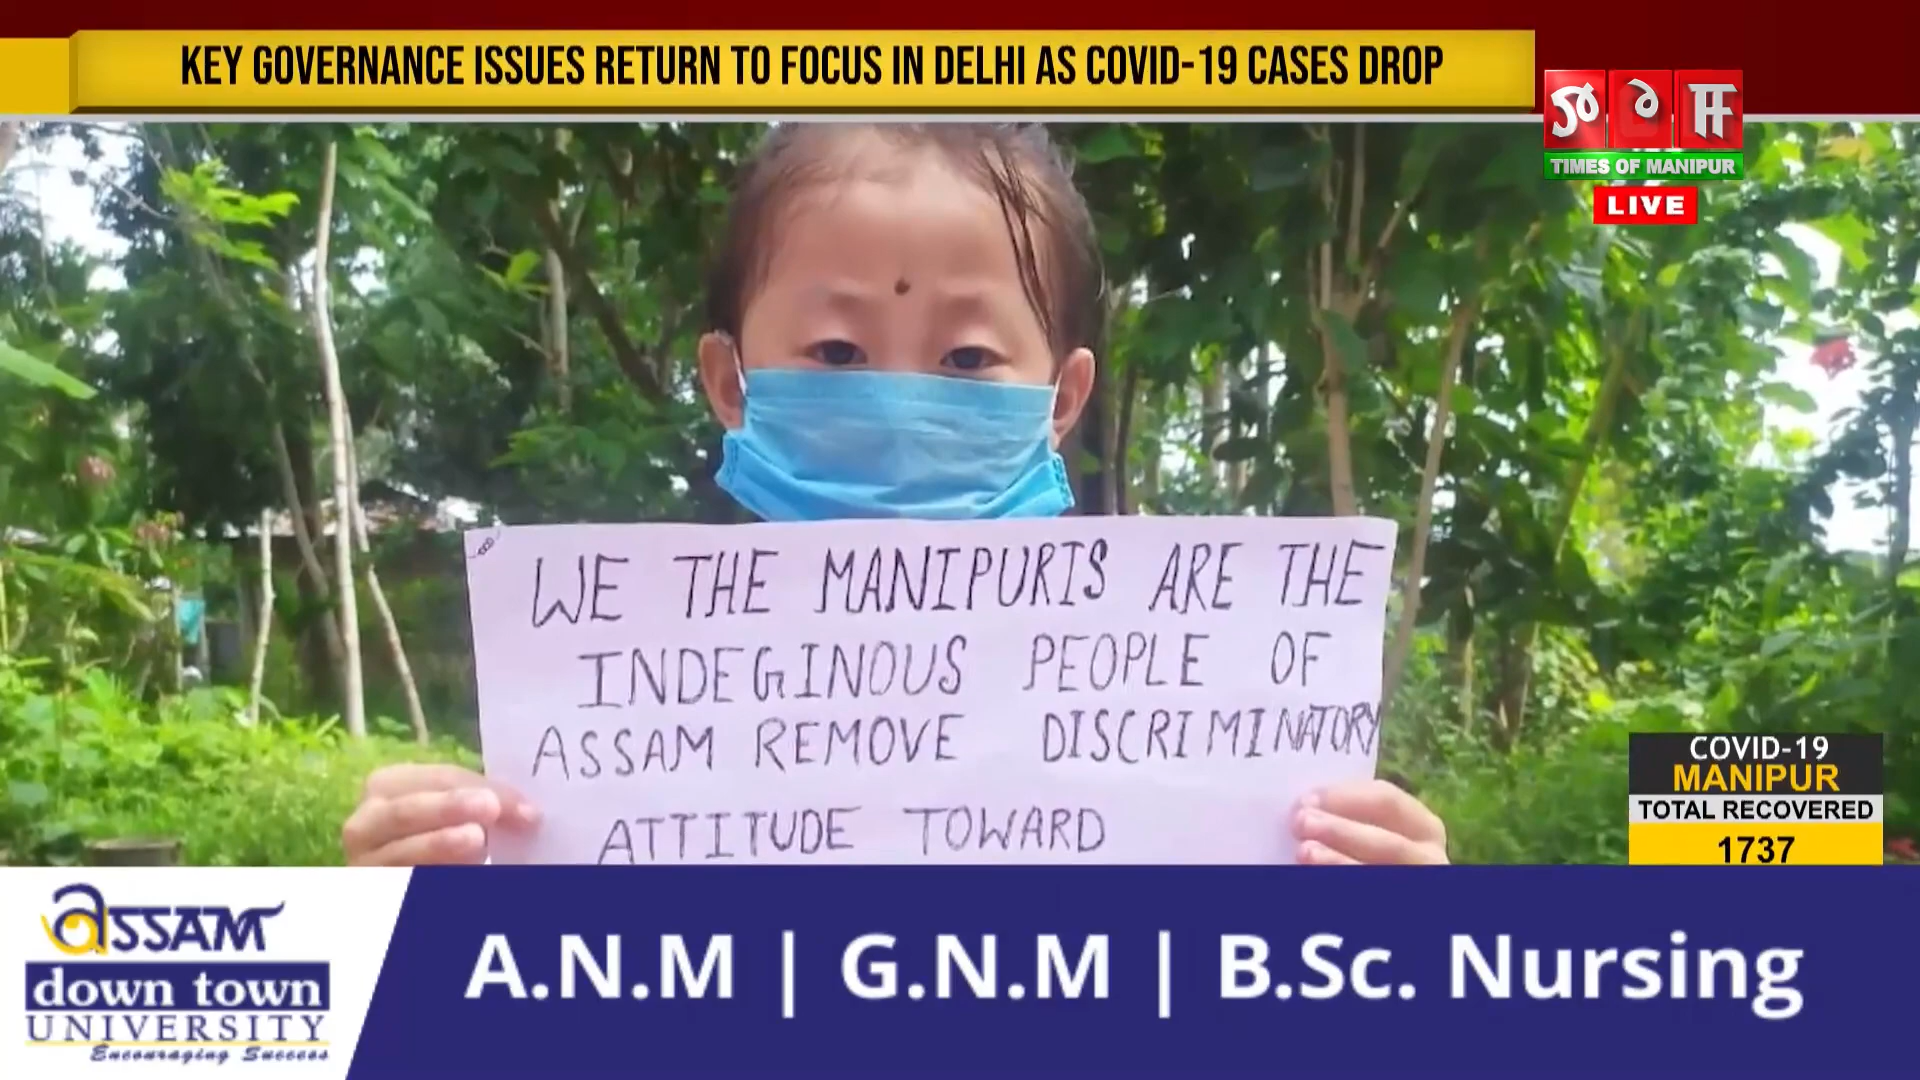 KEY GOVERNANCE ISSUES RETURN TO FOCUS IN DELHI AS COVID-19 CASES DROP
TIMES OF MANIPUR
LIVE
WE THE MANIPURIS ARE THE
INDEGINOUS PEOPLE OF
ASSAM REMOVE DISCRIMINATORY
ATTITUDE TOWARD
COVID-19
MANIPUR
TOTAL RECOVERED
1737
ASSAM
down town
UNIVERSITY
Encouraging Success
A.N.M | G.N.M | B.Sc. Nursing